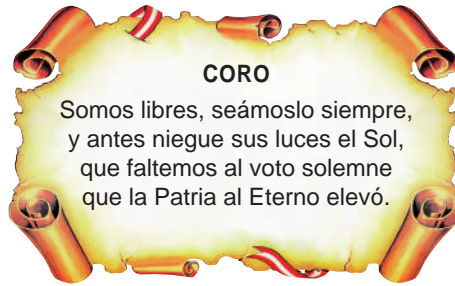 CORO
Somos libres, seámoslo siempre,
y antes niegue sus luces el Sol,
que faltemos al voto solemne
que la Patria al Eterno elevó.